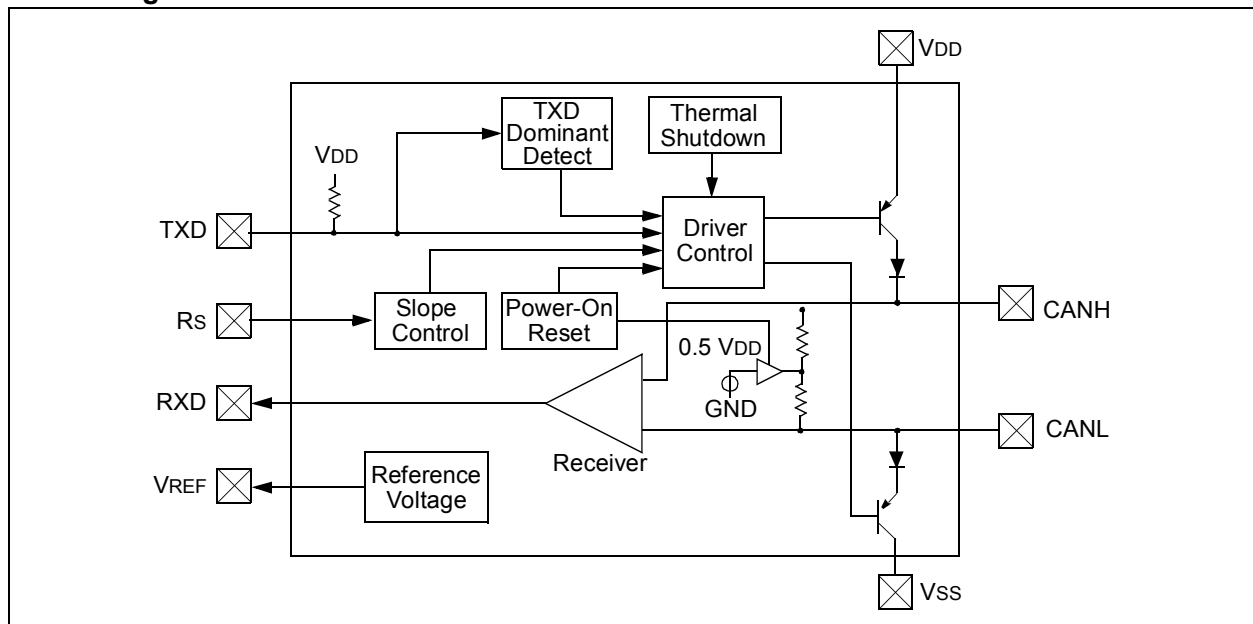 VDD
TXD
Dominant
Detect
Thermal
Shutdown
VDD
TXD
Driver
Control
RS
Slope
Control
Power-On
Reset
CANH
0.5 VDD
GND
RXD
CANL
Receiver
VREF
Reference
Voltage
VSS